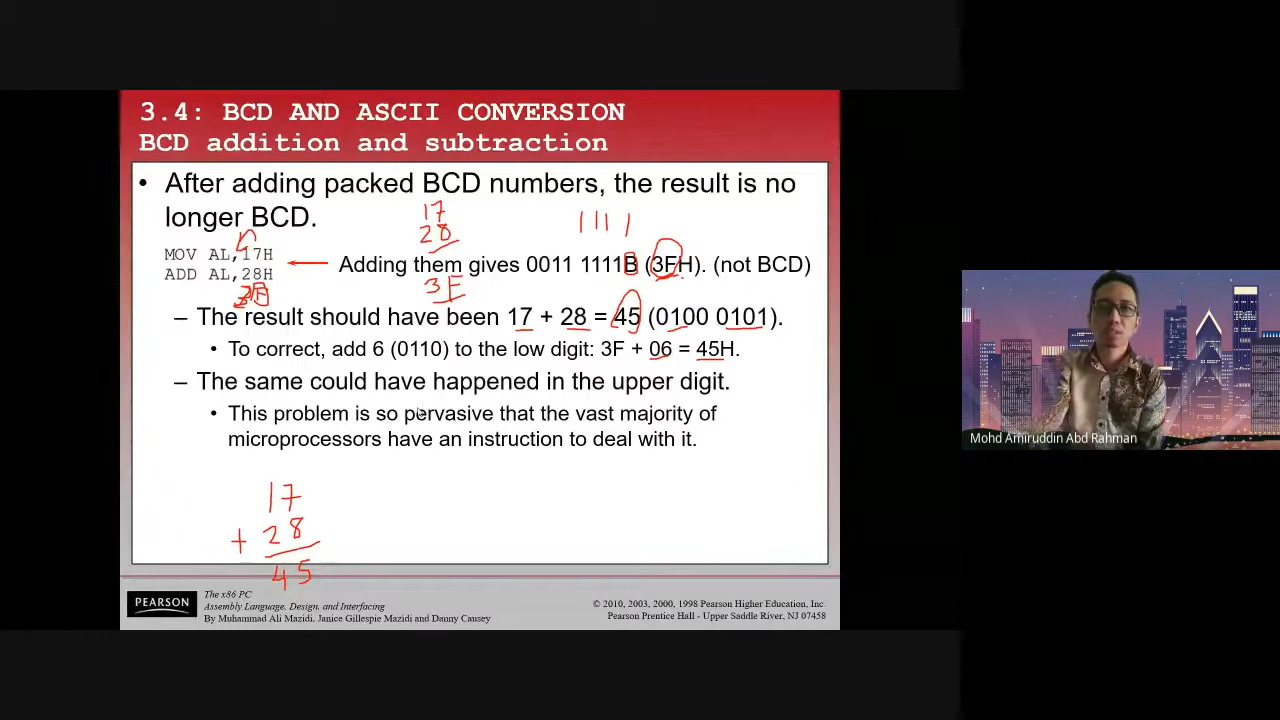 3.4: BCD AND ASCII CONVERSION
BCD addition and subtraction
• After adding packed BCD numbers, the result is no
longer BCD.
17
28
3F
1111 1
MOV AL,17H
ADD AL,28H
Adding them gives 0011 1111B (3FH). (not BCD)
– The result should have been 17 + 28 = 45 (0100 0101).
• To correct, add 6 (0110) to the low digit: 3F + 06 = 45H.
– The same could have happened in the upper digit.
• This problem is so pervasive that the vast majority of
microprocessors have an instruction to deal with it.
17
+ 28
45
PEARSON
The x86 PC
Assembly Language, Design, and Interfacing
By Muhammad Ali Mazidi, Janice Gillespie Mazidi and Danny Causey
© 2010, 2003, 2000, 1998 Pearson Higher Education, Inc.
Pearson Prentice Hall - Upper Saddle River, NJ 07458
Mohd Amiruddin Abd Rahman